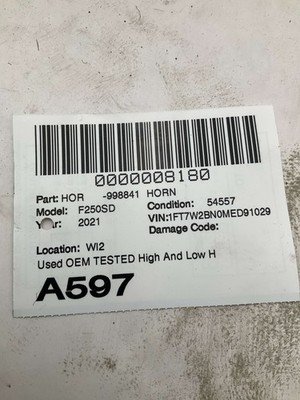 0000008180
Part: HOR -998841 HORN
Model: F250SD Condition: 54557
Year: 2021 VIN:1FT7W2BN0MED91029
Damage Code:
Location: WI2
Used OEM TESTED High And Low H
A597